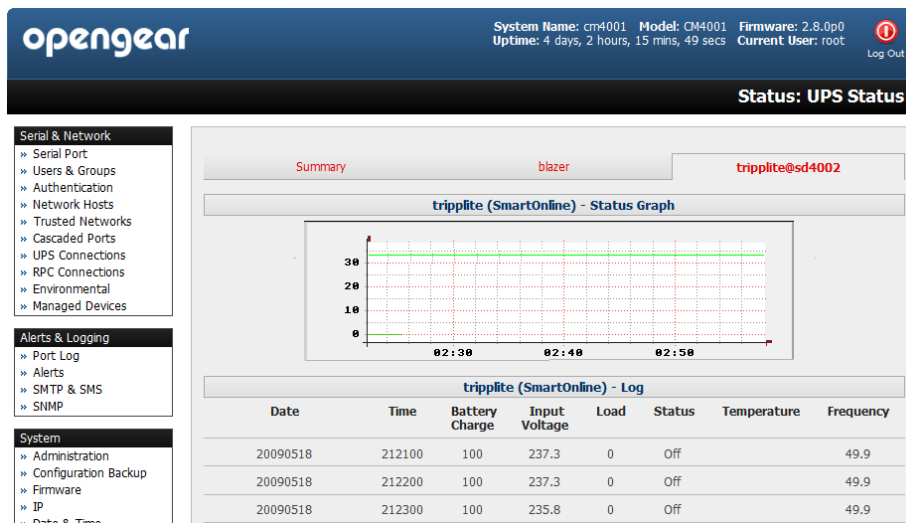 opengear
System Name: cm4001 Model: CM4001 Firmware: 2.8.0p0
Uptime: 4 days, 2 hours, 15 mins, 49 secs Current User: root
Log Out
Status: UPS Status
Serial & Network
» Serial Port
» Users & Groups
» Authentication
» Network Hosts
» Trusted Networks
» Cascaded Ports
» UPS Connections
» RPC Connections
» Environmental
» Managed Devices
Alerts & Logging
» Port Log
» Alerts
» SMTP & SMS
» SNMP
System
» Administration
» Configuration Backup
» Firmware
» IP
» Date & Time
Summary blazer tripplite@sd4002
tripplite (SmartOnline) - Status Graph
30
20
10
0
02:30 02:40 02:50
tripplite (SmartOnline) - Log
Date Time Battery Charge Input Voltage Load Status Temperature Frequency
20090518 212100 100 237.3 0 Off 49.9
20090518 212200 100 237.3 0 Off 49.9
20090518 212300 100 235.8 0 Off 49.9